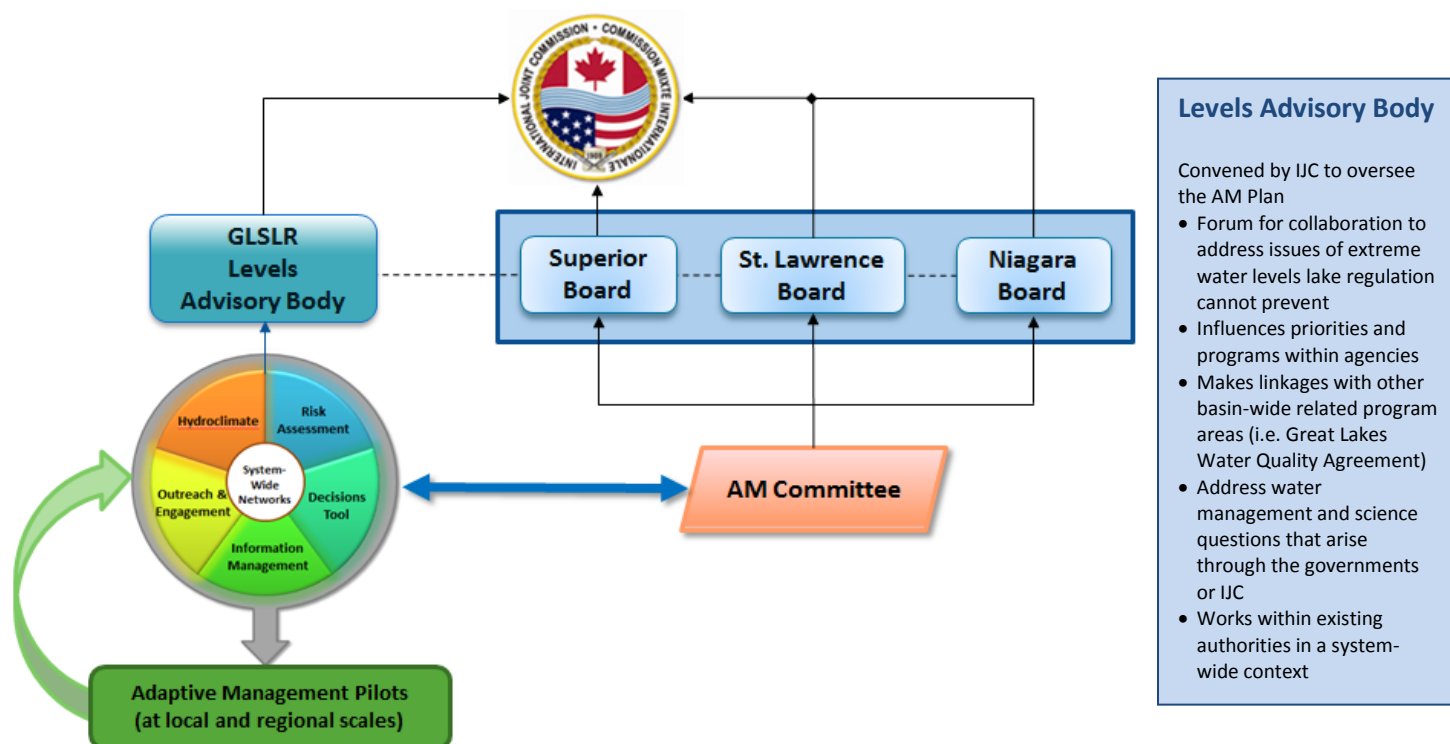 INTERNATIONAL JOINT COMMISSION • COMMISSION MIXTE INTERNATIONALE
1909
GLSLR
Levels
Advisory Body
Superior
Board
St. Lawrence
Board
Niagara
Board
Hydroclimate
Risk
Assessment
System-
Wide
Networks
Outreach &
Engagement
Decisions
Tool
Information
Management
AM Committee
Adaptive Management Pilots
(at local and regional scales)
Levels Advisory Body
Convened by IJC to oversee
the AM Plan
• Forum for collaboration to
address issues of extreme
water levels lake regulation
cannot prevent
• Influences priorities and
programs within agencies
• Makes linkages with other
basin-wide related program
areas (i.e. Great Lakes
Water Quality Agreement)
• Address water
management and science
questions that arise
through the governments
or IJC
• Works within existing
authorities in a system-
wide context